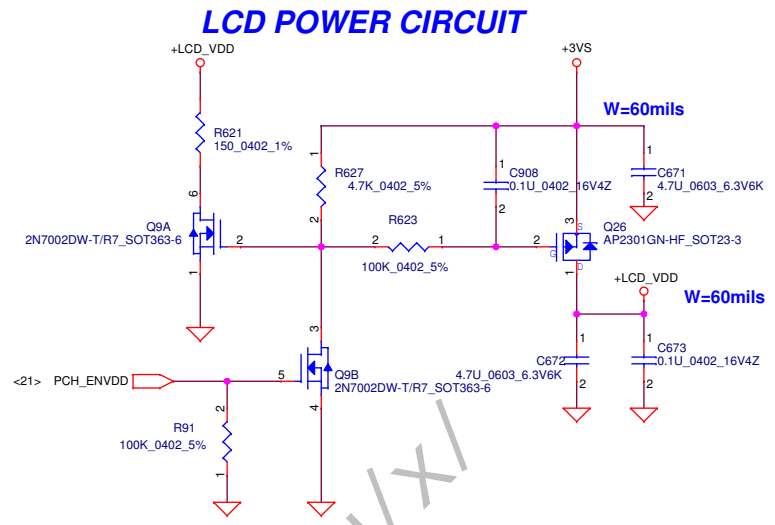 LCD POWER CIRCUIT
+LCD_VDD
+3VS
W=60mils
R621
150_0402_1%
1
R627
4.7K_0402_5%
2
1
C908
0.1U_0402_16V4Z
2
1
C671
4.7U_0603_6.3V6K
2
6
Q9A
2N7002DW-T/R7_SOT363-6
2
1
R623
2
1
100K_0402_5%
2
3
S
G
D
1
Q26
AP2301GN-HF_SOT23-3
+LCD_VDD
W=60mils
3
1
C672
4.7U_0603_6.3V6K
2
1
C673
0.1U_0402_16V4Z
2
<21>
PCH_ENVDD
5
Q9B
2N7002DW-T/R7_SOT363-6
4
2
R91
100K_0402_5%
1
/x/